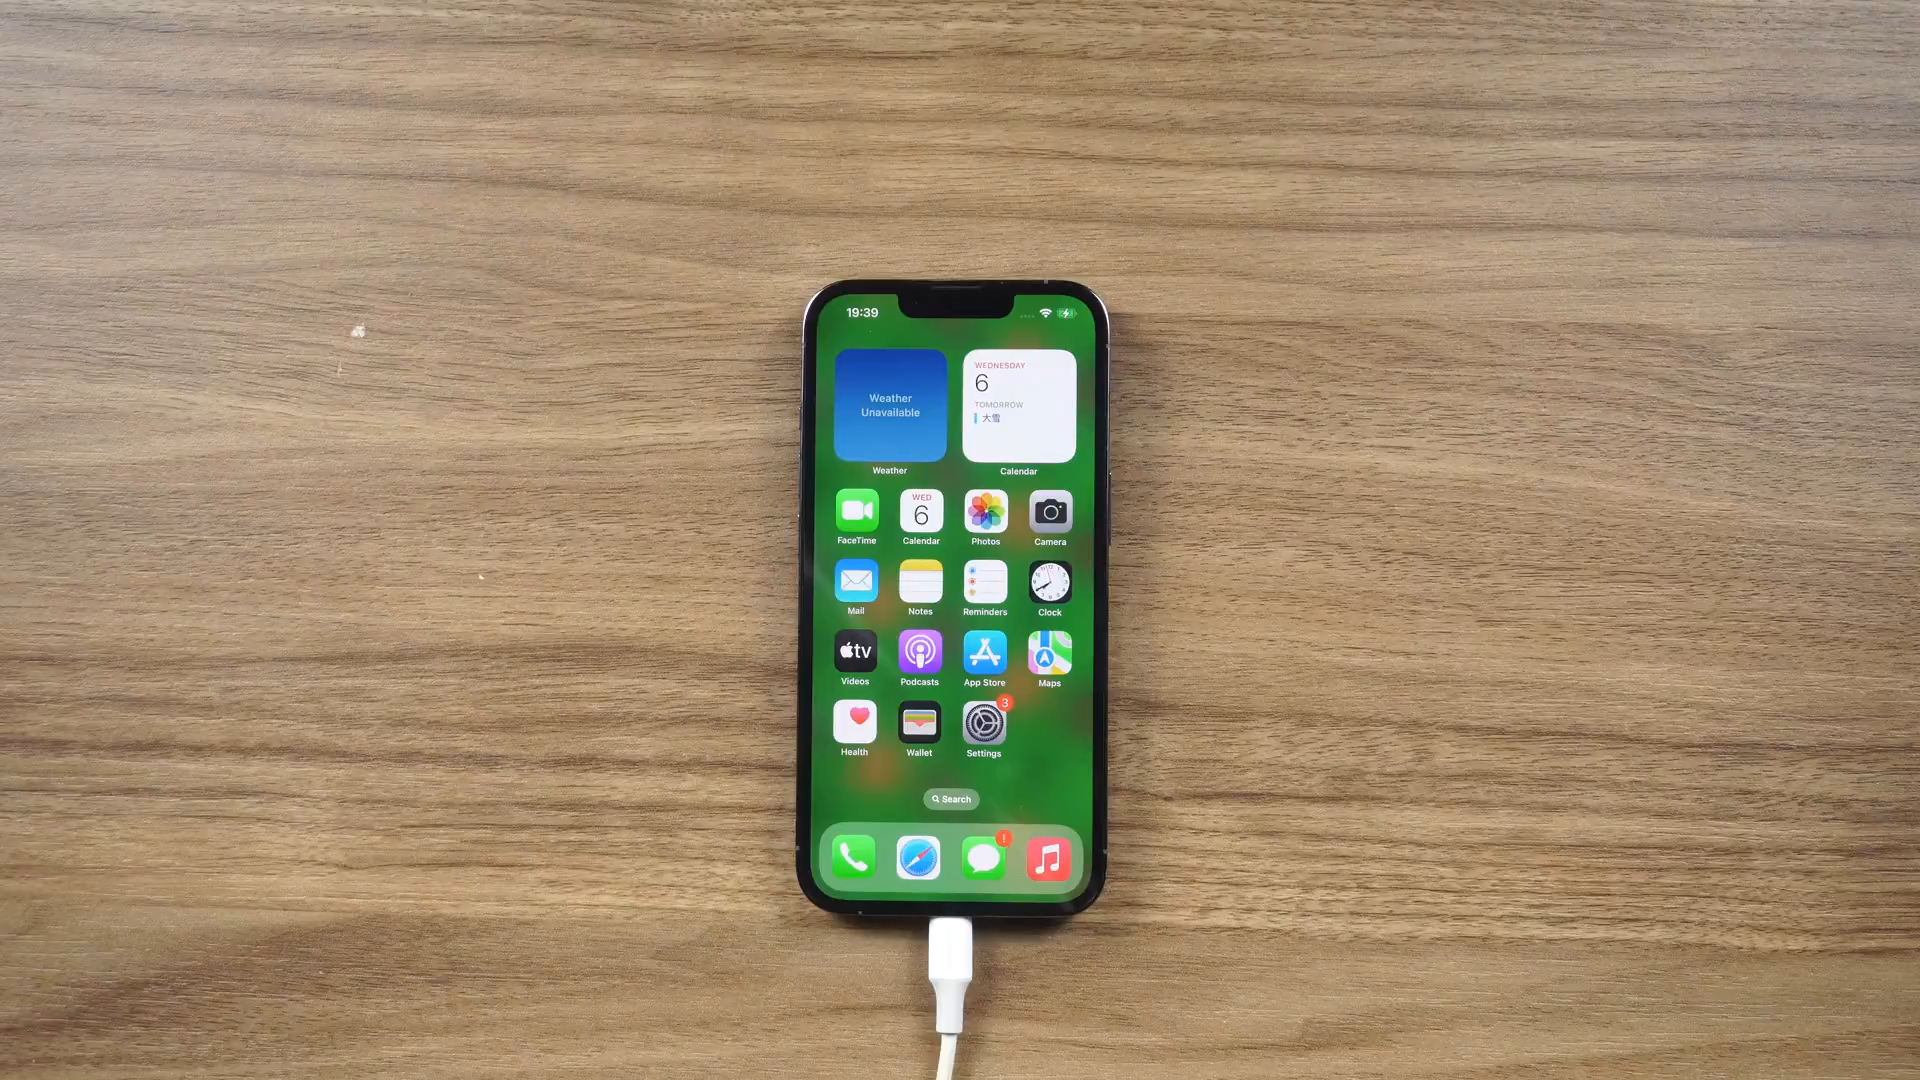 19:39
Weather
Unavailable
WEDNESDAY
6
TOMORROW
大雪
Weather
Calendar
WED
6
FaceTime
Calendar
Photos
Camera
Mail
Notes
Reminders
Clock
tv
Videos
Podcasts
App Store
Maps
3
Health
Wallet
Settings
Search
!